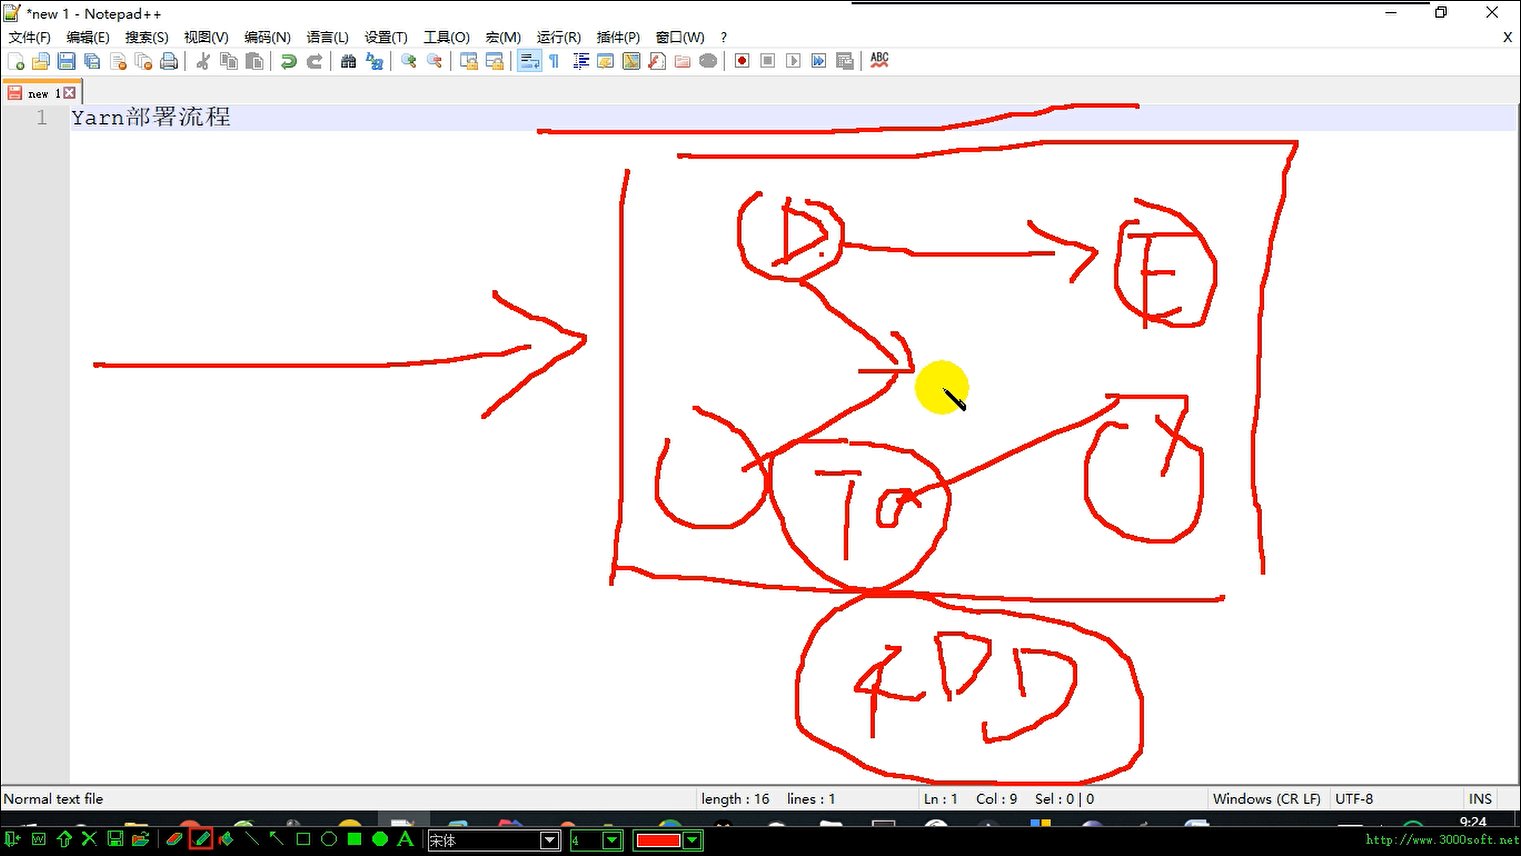 *new 1 - Notepad++
文件(F) 编辑(E) 搜索(S) 视图(V) 编码(N) 语言(L) 设置(T) 工具(O) 宏(M) 运行(R) 插件(P) 窗口(W) ? X
ABC
new 1
1 Yarn部署流程
D
E
T
RDD
Normal text file length : 16 lines : 1 Ln : 1 Col : 9 Sel : 0 | 0 Windows (CR LF) UTF-8 INS
9:24
A 宋体 4 http://www.3000soft.net